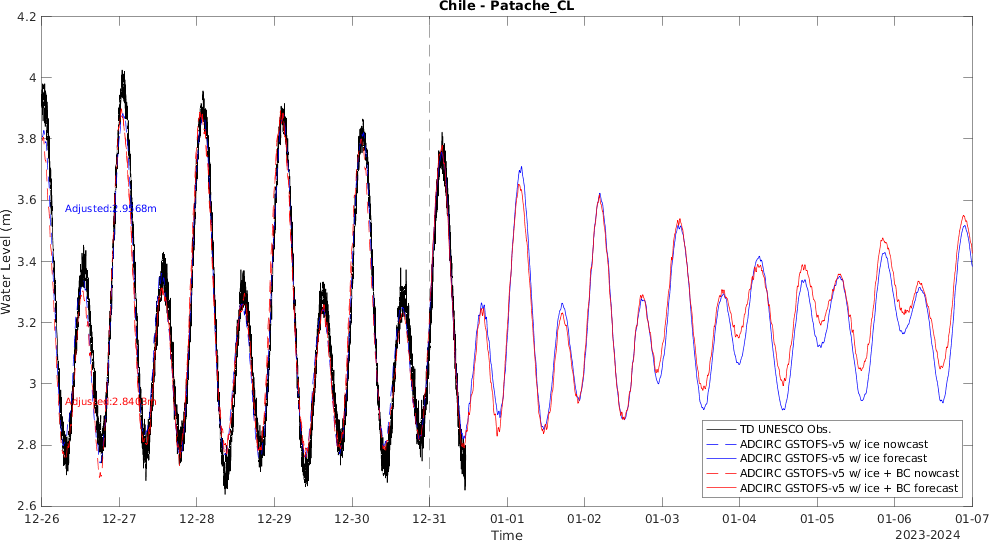 Chile - Patache_CL
4.2
4
3.8
3.6
3.4
3.2
3
2.8
2.6
Water Level (m)
Adjusted:2.9568m
Adjusted:2.8408m
TD UNESCO Obs.
ADCIRC GSTOFS-v5 w/ ice nowcast
ADCIRC GSTOFS-v5 w/ ice forecast
ADCIRC GSTOFS-v5 w/ ice + BC nowcast
ADCIRC GSTOFS-v5 w/ ice + BC forecast
12-26 12-27 12-28 12-29 12-30 12-31 01-01 01-02 01-03 01-04 01-05 01-06 01-07
Time
2023-2024